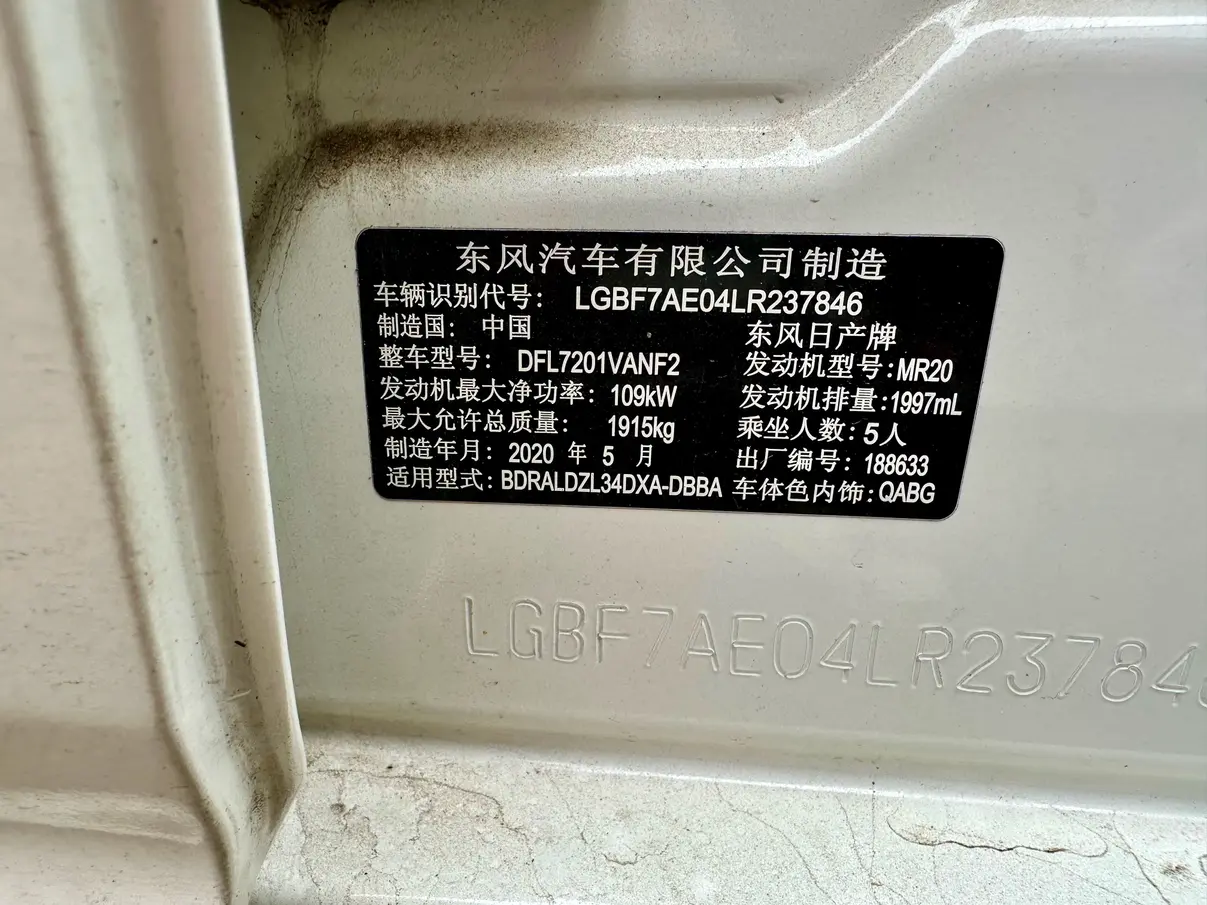 东风汽车有限公司制造
车辆识别代号： LGBF7AE04LR237846
制造国： 中国 东风日产牌
整车型号： DFL7201VANF2 发动机型号:MR20
发动机最大净功率： 109kW 发动机排量:1997mL
最大允许总质量： 1915kg 乘坐人数: 5人
制造年月: 2020 年 5 月 出厂编号: 188633
适用型式: BDRALDZL34DXA-DBBA 车体色内饰:QABG
LGBF7AE04LR23784